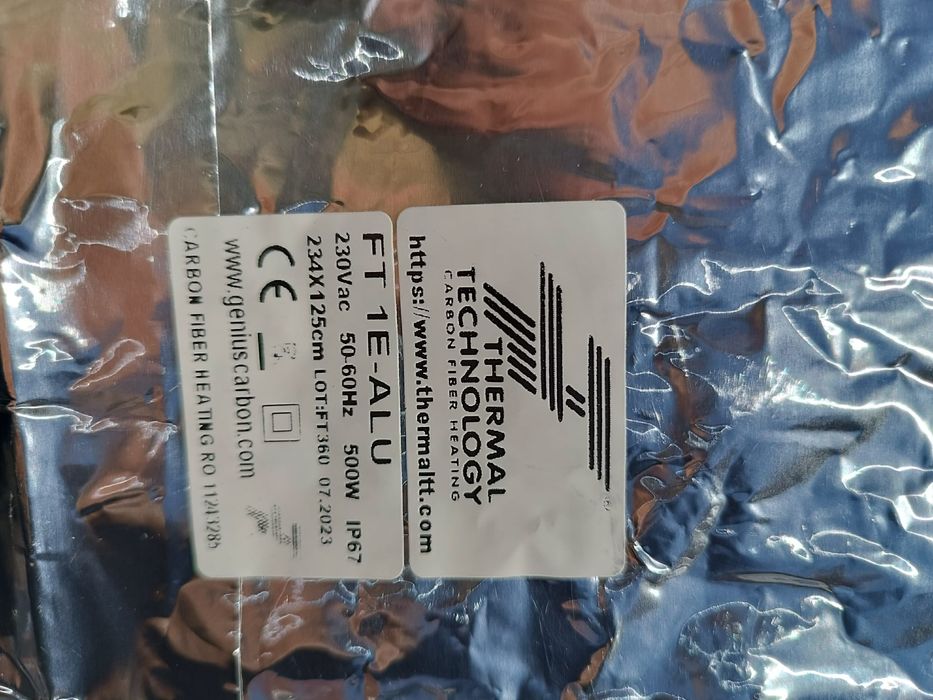 THERMAL
TECHNOLOGY
CARBON FIBER HEATING
https://www.thermaltt.com
FT 1E-ALU
230Vac 50-60Hz 500W IP67
234X125cm LOT:FT360 07.2023
CE
www.geniuscarbon.com
CARBON FIBER HEATING RO